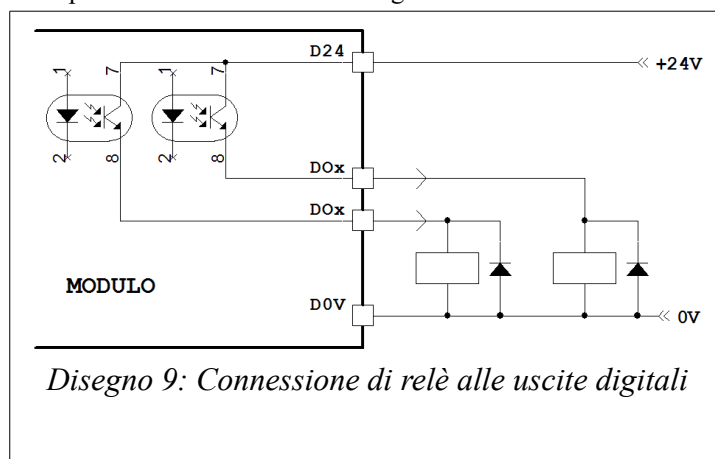 D24
+24V
1
7
1
7
2
8
2
8
DOx
DOx
MODULO
D0V
0V
Disegno 9: Connessione di relè alle uscite digitali